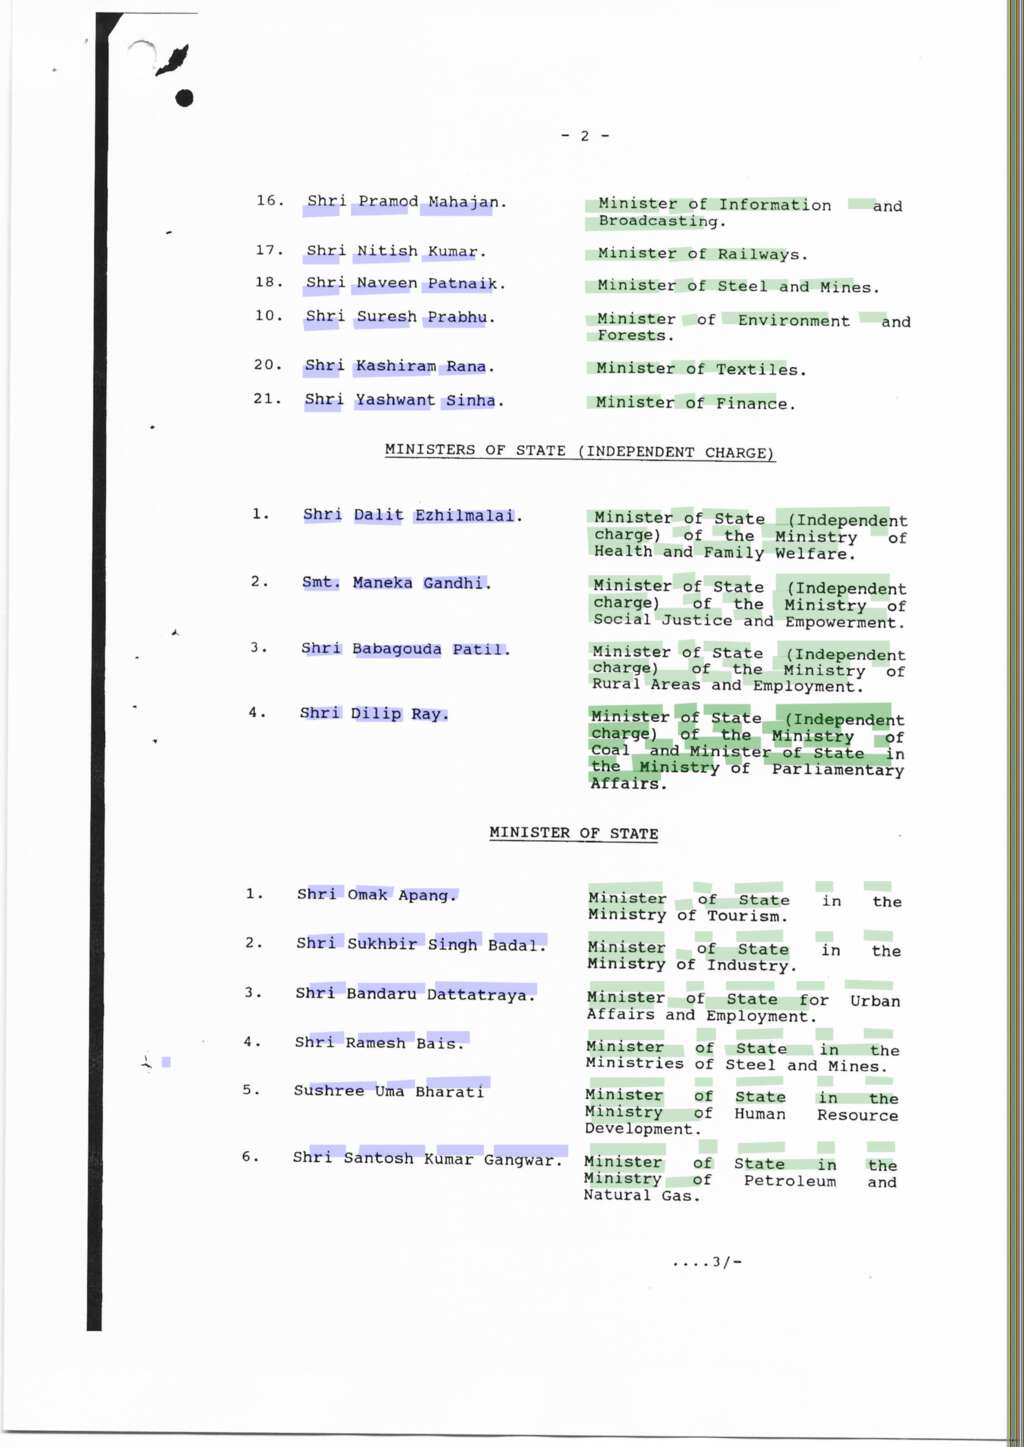 - 2 -
16. Shri Pramod Mahajan. Minister of Information and
Broadcasting.
17. Shri Nitish Kumar. Minister of Railways.
18. Shri Naveen Patnaik. Minister of Steel and Mines.
10. Shri Suresh Prabhu. Minister of Environment and
Forests.
20. Shri Kashiram Rana. Minister of Textiles.
21. Shri Yashwant Sinha. Minister of Finance.
MINISTERS OF STATE (INDEPENDENT CHARGE)
1. Shri Dalit Ezhilmalai. Minister of State (Independent
charge) of the Ministry of
Health and Family Welfare.
2. Smt. Maneka Gandhi. Minister of State (Independent
charge) of the Ministry of
Social Justice and Empowerment.
3. Shri Babagouda Patil. Minister of State (Independent
charge) of the Ministry of
Rural Areas and Employment.
4. Shri Dilip Ray. Minister of State (Independent
charge) of the Ministry of
Coal and Minister of State in
the Ministry of Parliamentary
Affairs.
MINISTER OF STATE
1. Shri Omak Apang. Minister of State in the
Ministry of Tourism.
2. Shri Sukhbir Singh Badal. Minister of State in the
Ministry of Industry.
3. Shri Bandaru Dattatraya. Minister of State for Urban
Affairs and Employment.
4. Shri Ramesh Bais. Minister of State in the
Ministries of Steel and Mines.
5. Sushree Uma Bharati Minister of State in the
Ministry of Human Resource
Development.
6. Shri Santosh Kumar Gangwar. Minister of State in the
Ministry of Petroleum and
Natural Gas.
....3/-